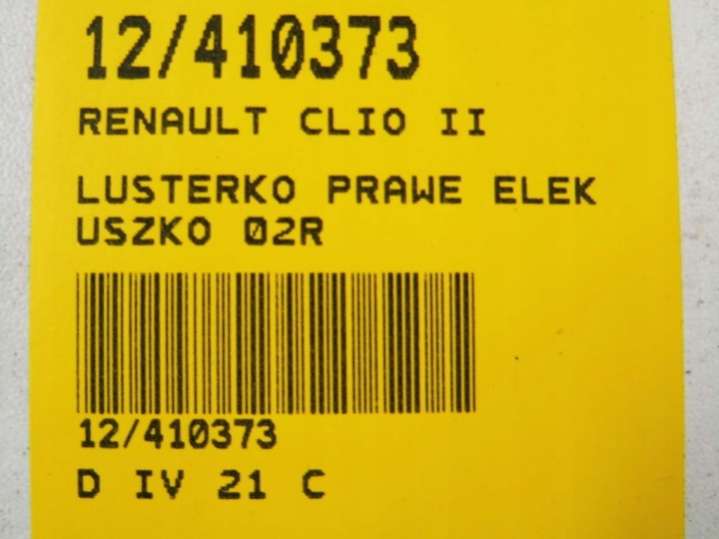 12/410373
RENAULT CLIO II
LUSTERKO PRAWE ELEK
USZKO 02R
12/410373
D IV 21 C